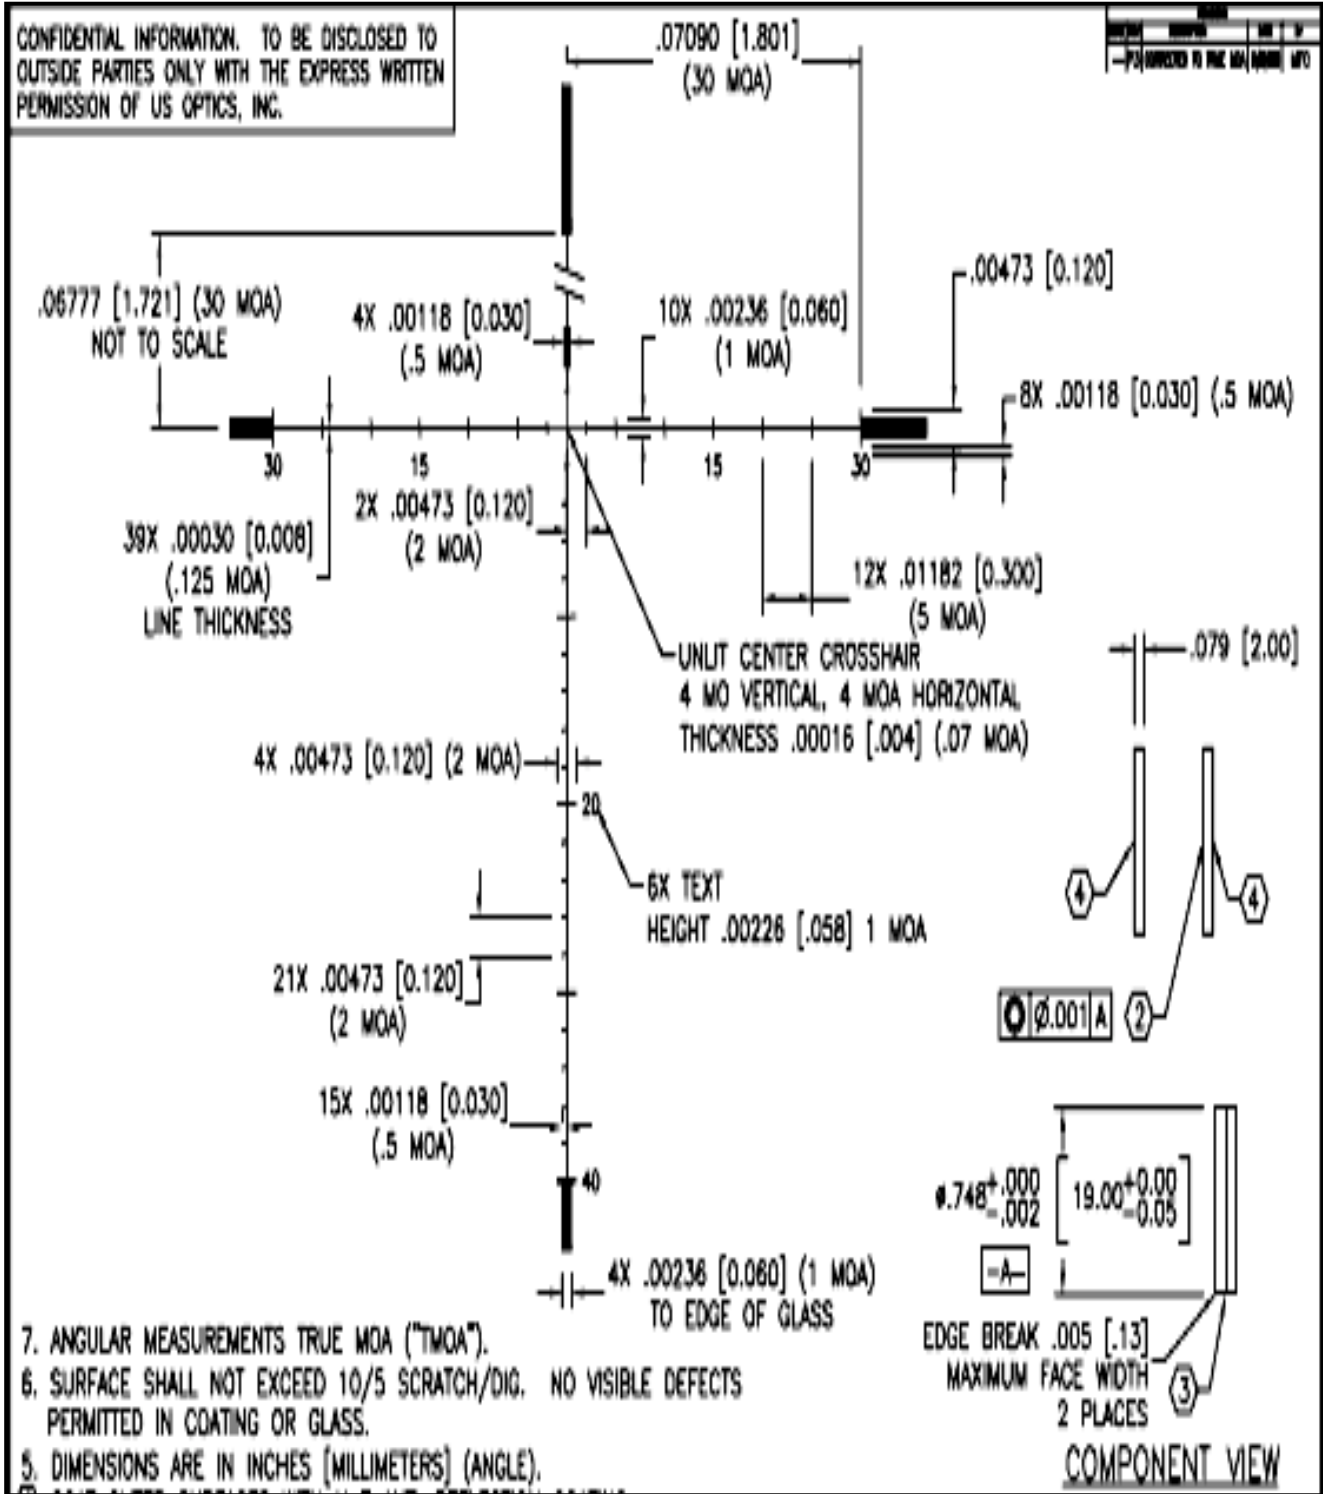 CONFIDENTIAL INFORMATION. TO BE DISCLOSED TO
OUTSIDE PARTIES ONLY WITH THE EXPRESS WRITTEN
PERMISSION OF US OPTICS, INC.
.07090 [1.801]
(30 MOA)
.06777 [1.721] (30 MOA)
NOT TO SCALE
4X .00118 [0.030]
(.5 MOA)
10X .00236 [0.060]
(1 MOA)
.00473 [0.120]
8X .00118 [0.030] (.5 MOA)
30
15
15
30
2X .00473 [0.120]
(2 MOA)
39X .00030 [0.008]
(.125 MOA)
LINE THICKNESS
12X .01182 [0.300]
(5 MOA)
UNLIT CENTER CROSSHAIR
4 MO VERTICAL, 4 MOA HORIZONTAL
THICKNESS .00016 [.004] (.07 MOA)
.079 [2.00]
4X .00473 [0.120] (2 MOA)
20
6X TEXT
HEIGHT .00226 [.058] 1 MOA
4
4
21X .00473 [0.120]
(2 MOA)
Ø.001 A
2
15X .00118 [0.030]
(.5 MOA)
40
ø.748 +.000 -.002 [19.00 +0.00 -0.05]
-A-
4X .00236 [0.060] (1 MOA)
TO EDGE OF GLASS
EDGE BREAK .005 [.13]
MAXIMUM FACE WIDTH
2 PLACES
3
COMPONENT VIEW
7. ANGULAR MEASUREMENTS TRUE MOA ("TMOA").
6. SURFACE SHALL NOT EXCEED 10/5 SCRATCH/DIG. NO VISIBLE DEFECTS
PERMITTED IN COATING OR GLASS.
5. DIMENSIONS ARE IN INCHES [MILLIMETERS] (ANGLE).